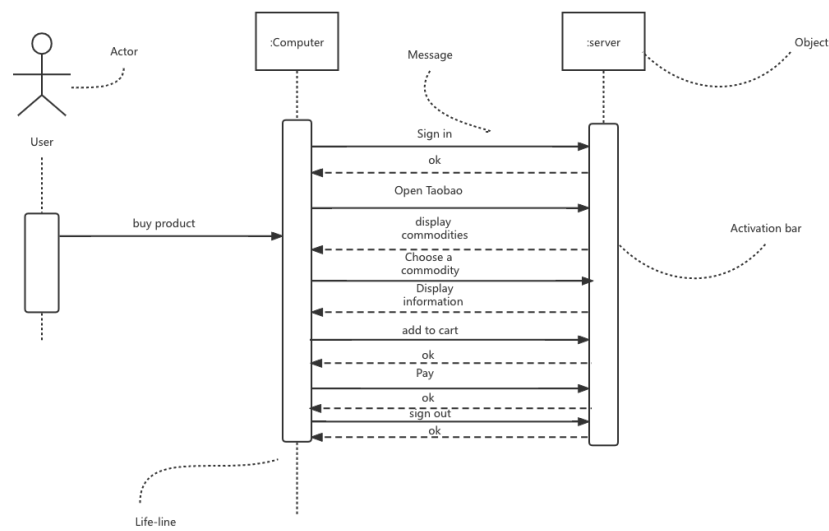 :Computer
:server
Actor
Object
Message
Sign in
User
ok
Open Taobao
buy product
display
commodities
Activation bar
Choose a
commodity
Display
information
add to cart
ok
Pay
ok
sign out
ok
Life-line